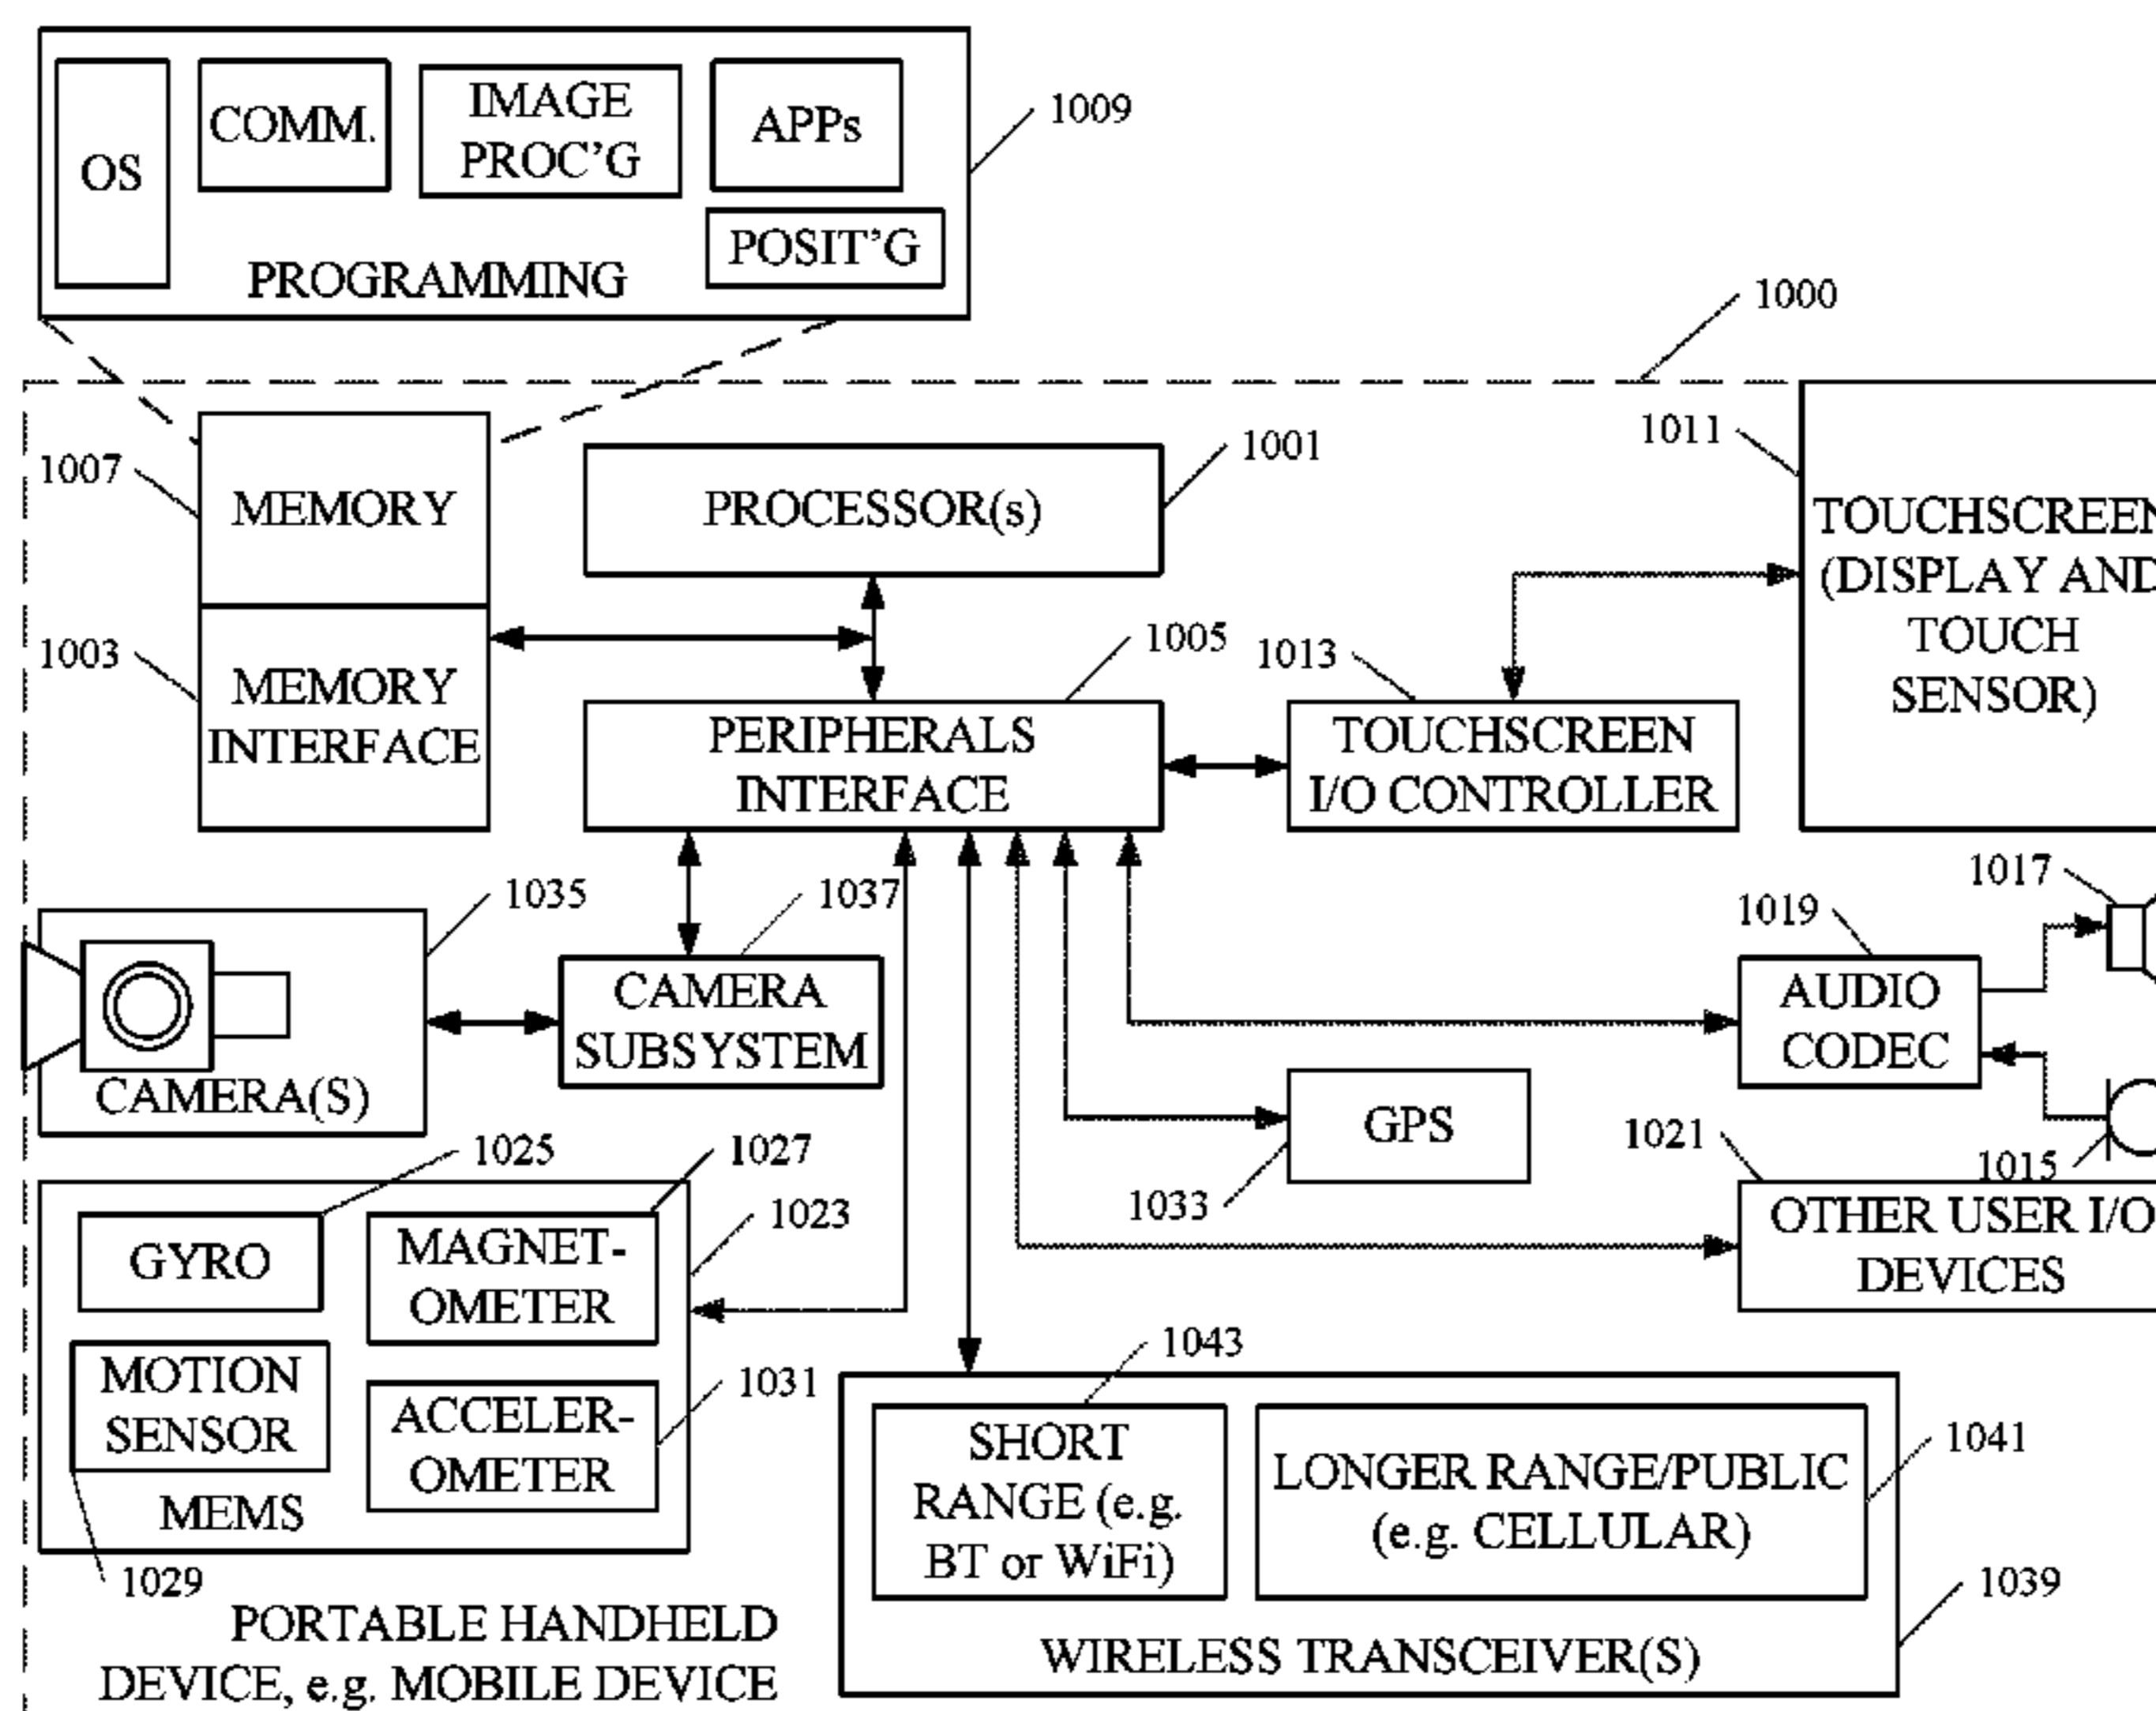 OS
COMM.
IMAGE
PROC'G
APPs
1009
POSIT'G
PROGRAMMING
1000
1007
MEMORY
PROCESSOR(s)
1001
1011
TOUCHSCREEN
(DISPLAY AND
TOUCH
SENSOR)
1003
MEMORY
INTERFACE
1005
PERIPHERALS
INTERFACE
1013
TOUCHSCREEN
I/O CONTROLLER
1035
CAMERA(S)
1037
CAMERA
SUBSYSTEM
1017
1019
AUDIO
CODEC
1015
GPS
1033
1021
OTHER USER I/O
DEVICES
1025
GYRO
1027
MAGNET-
OMETER
1023
MOTION
SENSOR
ACCELER-
OMETER
1031
MEMS
1029
1043
SHORT
RANGE (e.g.
BT or WiFi)
LONGER RANGE/PUBLIC
(e.g. CELLULAR)
1041
1039
WIRELESS TRANSCEIVER(S)
PORTABLE HANDHELD
DEVICE, e.g. MOBILE DEVICE